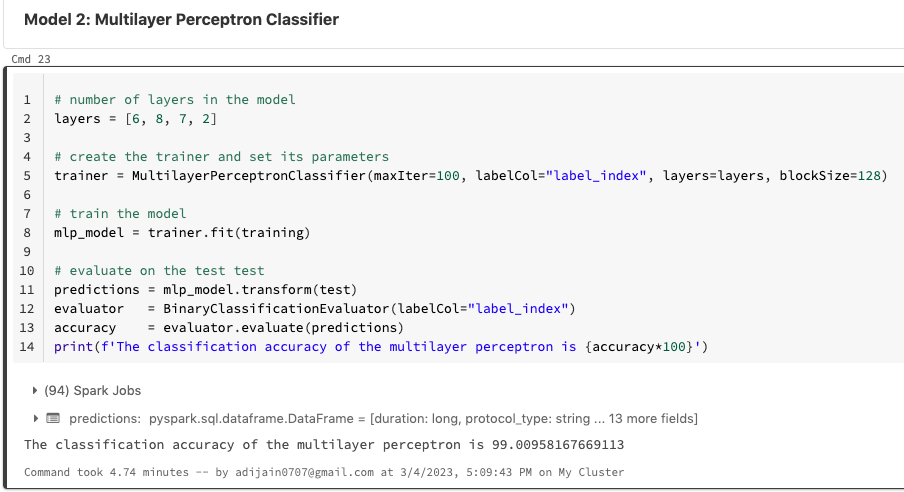 Model 2: Multilayer Perceptron Classifier
Cmd 23
1 # number of layers in the model
2 layers = [6, 8, 7, 2]
3
4 # create the trainer and set its parameters
5 trainer = MultilayerPerceptronClassifier(maxIter=100, labelCol="label_index", layers=layers, blockSize=128)
6
7 # train the model
8 mlp_model = trainer.fit(training)
9
10 # evaluate on the test test
11 predictions = mlp_model.transform(test)
12 evaluator   = BinaryClassificationEvaluator(labelCol="label_index")
13 accuracy    = evaluator.evaluate(predictions)
14 print(f'The classification accuracy of the multilayer perceptron is {accuracy*100}')
(94) Spark Jobs
predictions: pyspark.sql.dataframe.DataFrame = [duration: long, protocol_type: string ... 13 more fields]
The classification accuracy of the multilayer perceptron is 99.00958167669113
Command took 4.74 minutes -- by adijain0707@gmail.com at 3/4/2023, 5:09:43 PM on My Cluster